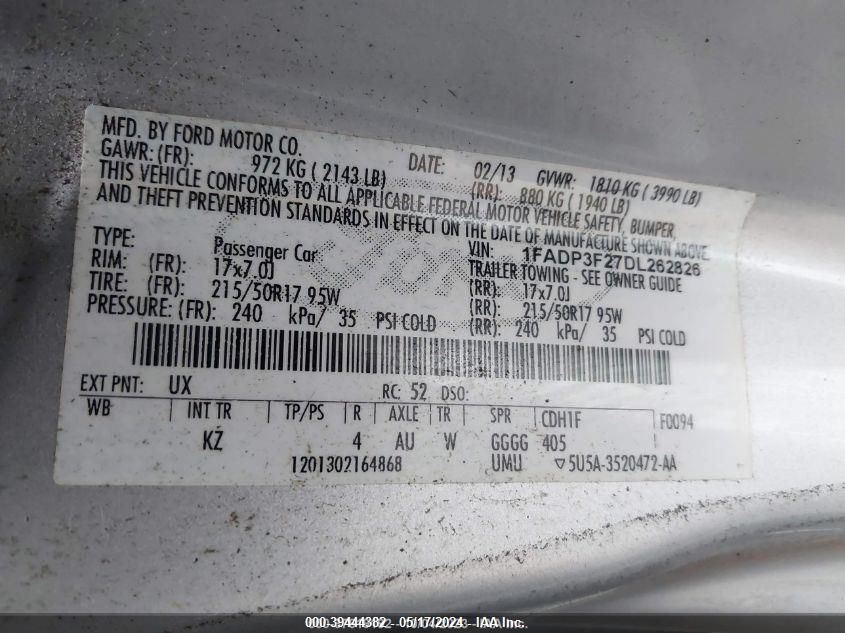 MFD. BY FORD MOTOR CO.
DATE: 02/13 GVWR: 1810 KG ( 3990 LB)
GAWR: (FR): 972 KG ( 2143 LB) (RR): 880 KG ( 1940 LB)
THIS VEHICLE CONFORMS TO ALL APPLICABLE FEDERAL MOTOR VEHICLE SAFETY, BUMPER,
AND THEFT PREVENTION STANDARDS IN EFFECT ON THE DATE OF MANUFACTURE SHOWN ABOVE.
TYPE: Passenger Car VIN: 1FADP3F27DL262826
TRAILER TOWING - SEE OWNER GUIDE
RIM: (FR): 17x7.0J (RR): 17x7.0J
TIRE: (FR): 215/50R17 95W (RR): 215/50R17 95W
PRESSURE: (FR): 240 kPa/ 35 PSI COLD (RR): 240 kPa/ 35 PSI COLD
EXT PNT: UX RC: 52 DSO:
WB INT TR TP/PS R AXLE TR SPR CDH1F F0094
KZ 4 AU W GGGG 405
1201302164868 UMU ▽5U5A-3520472-AA
000-39444382 - 05/17/2024 - IAA Inc.